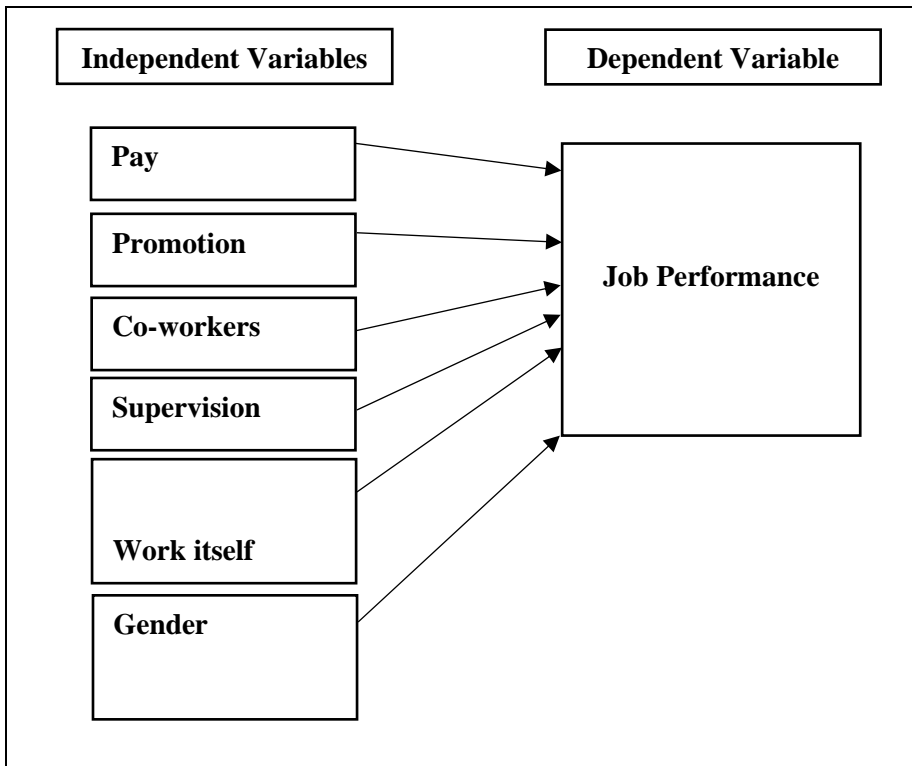 Independent Variables
Dependent Variable
Pay
Promotion
Co-workers
Supervision
Work itself
Gender
Job Performance